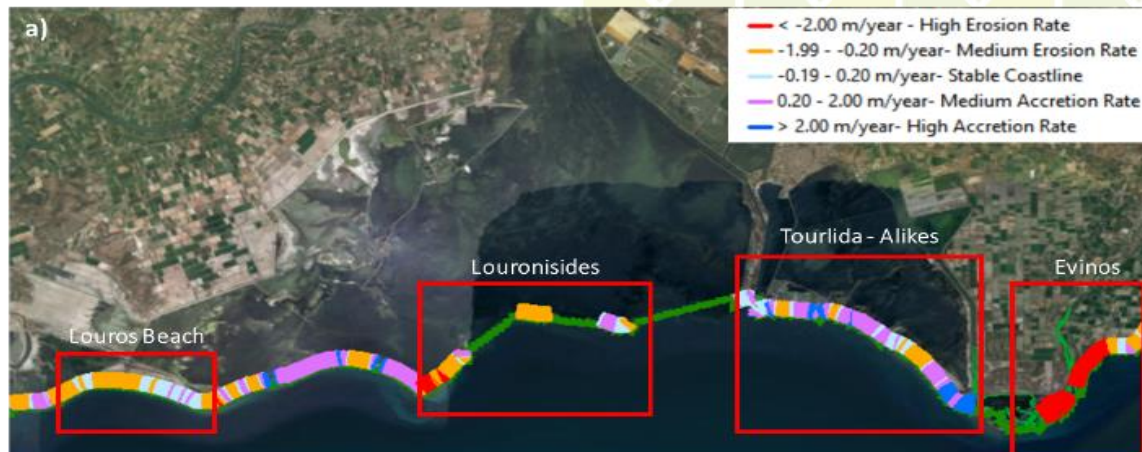 a)
< -2.00 m/year - High Erosion Rate
-1.99 - -0.20 m/year- Medium Erosion Rate
-0.19 - 0.20 m/year- Stable Coastline
0.20 - 2.00 m/year- Medium Accretion Rate
> 2.00 m/year- High Accretion Rate
Tourlida - Alikes
Louronisides
Evinos
Louros Beach